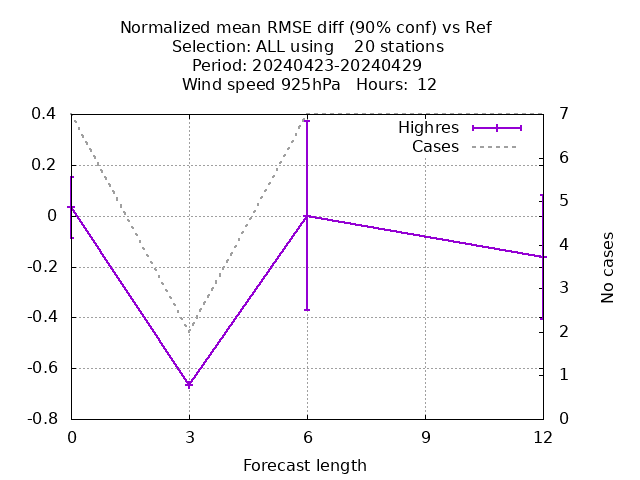 Normalized mean RMSE diff (90% conf) vs Ref
Selection: ALL using    20 stations
Period: 20240423-20240429
Wind speed 925hPa   Hours:  12
Highres
Cases
0.4
0.2
0
-0.2
-0.4
-0.6
-0.8
7
6
5
4
3
2
1
0
No cases
0 3 6 9 12
Forecast length